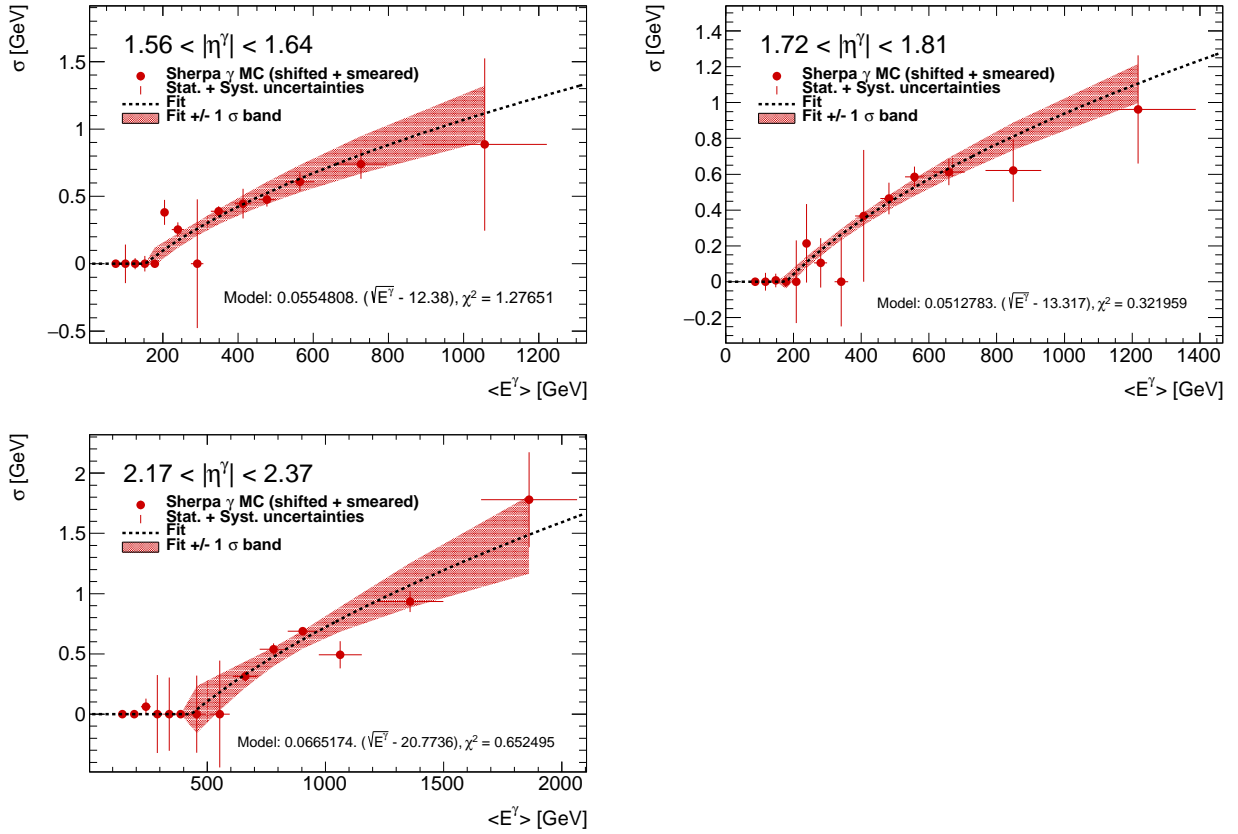 σ [GeV]
1.56 < |η^γ| < 1.64
Sherpa γ MC (shifted + smeared)
Stat. + Syst. uncertainties
Fit
Fit +/- 1 σ band
1.5
1
0.5
0
−0.5
Model: 0.0554808. (√E^γ - 12.38), χ² = 1.27651
200 400 600 800 1000 1200
<E^γ> [GeV]
σ [GeV]
1.72 < |η^γ| < 1.81
Sherpa γ MC (shifted + smeared)
Stat. + Syst. uncertainties
Fit
Fit +/- 1 σ band
1.4
1.2
1
0.8
0.6
0.4
0.2
0
−0.2
Model: 0.0512783. (√E^γ - 13.317), χ² = 0.321959
0 200 400 600 800 1000 1200 1400
<E^γ> [GeV]
σ [GeV]
2.17 < |η^γ| < 2.37
Sherpa γ MC (shifted + smeared)
Stat. + Syst. uncertainties
Fit
Fit +/- 1 σ band
2
1.5
1
0.5
0
Model: 0.0665174. (√E^γ - 20.7736), χ² = 0.652495
500 1000 1500 2000
<E^γ> [GeV]